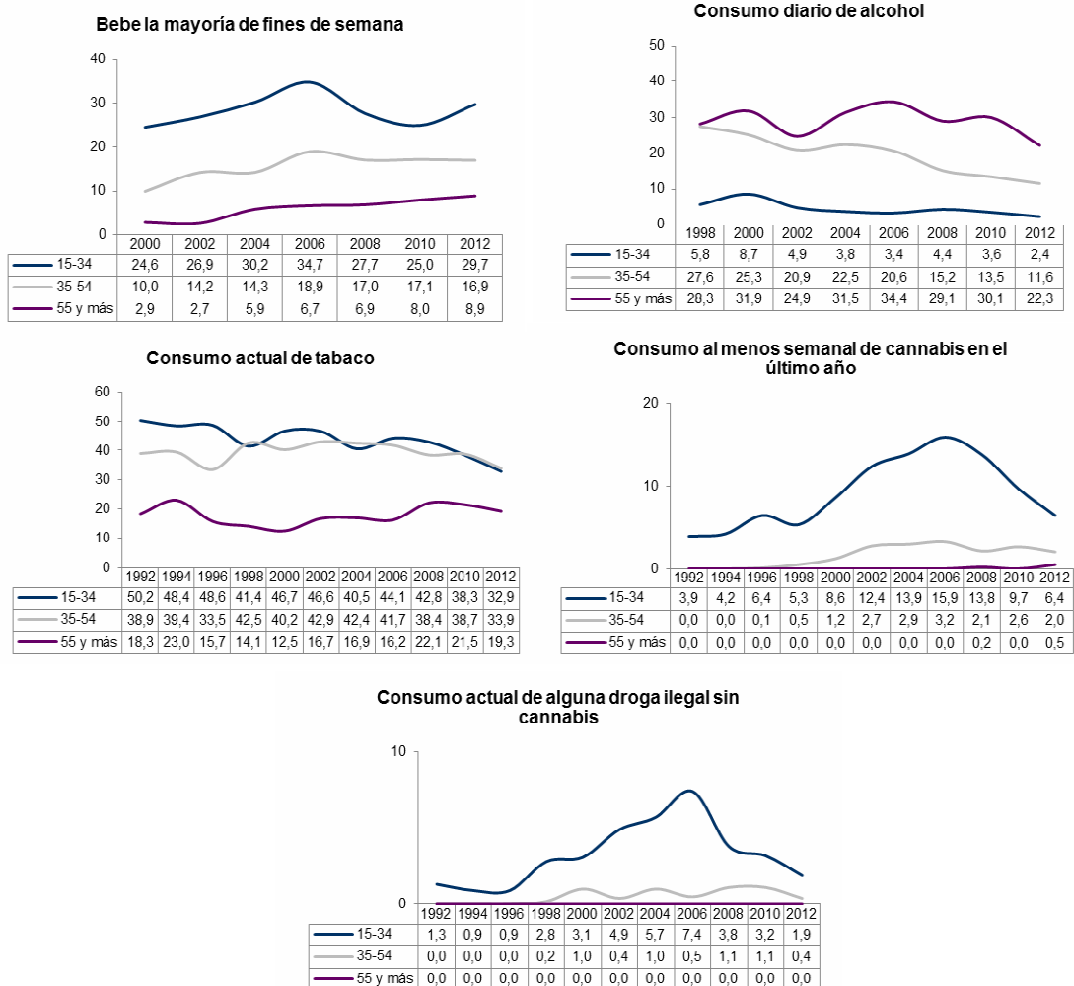 Bebe la mayoría de fines de semana
40
30
20
10
0
2000 2002 2004 2006 2008 2010 2012
15-34 24,6 26,9 30,2 34,7 27,7 25,0 29,7
35-54 10,0 14,2 14,3 18,9 17,0 17,1 16,9
55 y más 2,9 2,7 5,9 6,7 6,9 8,0 8,9
Consumo diario de alcohol
50
40
30
20
10
0
1998 2000 2002 2004 2006 2008 2010 2012
15-34 5,8 8,7 4,9 3,8 3,4 4,4 3,6 2,4
35-54 27,6 25,3 20,9 22,5 20,6 15,2 13,5 11,6
55 y más 28,3 31,9 24,9 31,5 34,4 29,1 30,1 22,3
Consumo actual de tabaco
60
50
40
30
20
10
0
1992 1994 1996 1998 2000 2002 2004 2006 2008 2010 2012
15-34 50,2 48,4 48,6 41,4 46,7 46,6 40,5 44,1 42,8 38,3 32,9
35-54 38,9 39,4 33,5 42,5 40,2 42,9 42,4 41,7 38,4 38,7 33,9
55 y más 18,3 23,0 15,7 14,1 12,5 16,7 16,9 16,2 22,1 21,5 19,3
Consumo al menos semanal de cannabis en el
último año
20
10
0
1992 1994 1996 1998 2000 2002 2004 2006 2008 2010 2012
15-34 3,9 4,2 6,4 5,3 8,6 12,4 13,9 15,9 13,8 9,7 6,4
35-54 0,0 0,0 0,1 0,5 1,2 2,7 2,9 3,2 2,1 2,6 2,0
55 y más 0,0 0,0 0,0 0,0 0,0 0,0 0,0 0,0 0,2 0,0 0,5
Consumo actual de alguna droga ilegal sin
cannabis
10
0
1992 1994 1996 1998 2000 2002 2004 2006 2008 2010 2012
15-34 1,3 0,9 0,9 2,8 3,1 4,9 5,7 7,4 3,8 3,2 1,9
35-54 0,0 0,0 0,0 0,2 1,0 0,4 1,0 0,5 1,1 1,1 0,4
55 y más 0,0 0,0 0,0 0,0 0,0 0,0 0,0 0,0 0,0 0,0 0,0